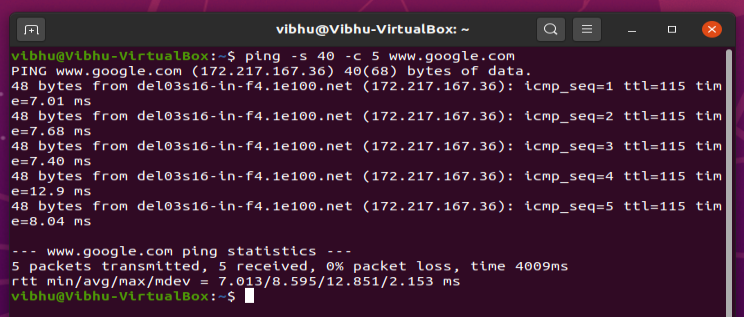 vibhu@Vibhu-VirtualBox: ~
vibhu@Vibhu-VirtualBox:~$ ping -s 40 -c 5 www.google.com
PING www.google.com (172.217.167.36) 40(68) bytes of data.
48 bytes from del03s16-in-f4.1e100.net (172.217.167.36): icmp_seq=1 ttl=115 tim
e=7.01 ms
48 bytes from del03s16-in-f4.1e100.net (172.217.167.36): icmp_seq=2 ttl=115 tim
e=7.68 ms
48 bytes from del03s16-in-f4.1e100.net (172.217.167.36): icmp_seq=3 ttl=115 tim
e=7.40 ms
48 bytes from del03s16-in-f4.1e100.net (172.217.167.36): icmp_seq=4 ttl=115 tim
e=12.9 ms
48 bytes from del03s16-in-f4.1e100.net (172.217.167.36): icmp_seq=5 ttl=115 tim
e=8.04 ms
--- www.google.com ping statistics ---
5 packets transmitted, 5 received, 0% packet loss, time 4009ms
rtt min/avg/max/mdev = 7.013/8.595/12.851/2.153 ms
vibhu@Vibhu-VirtualBox:~$